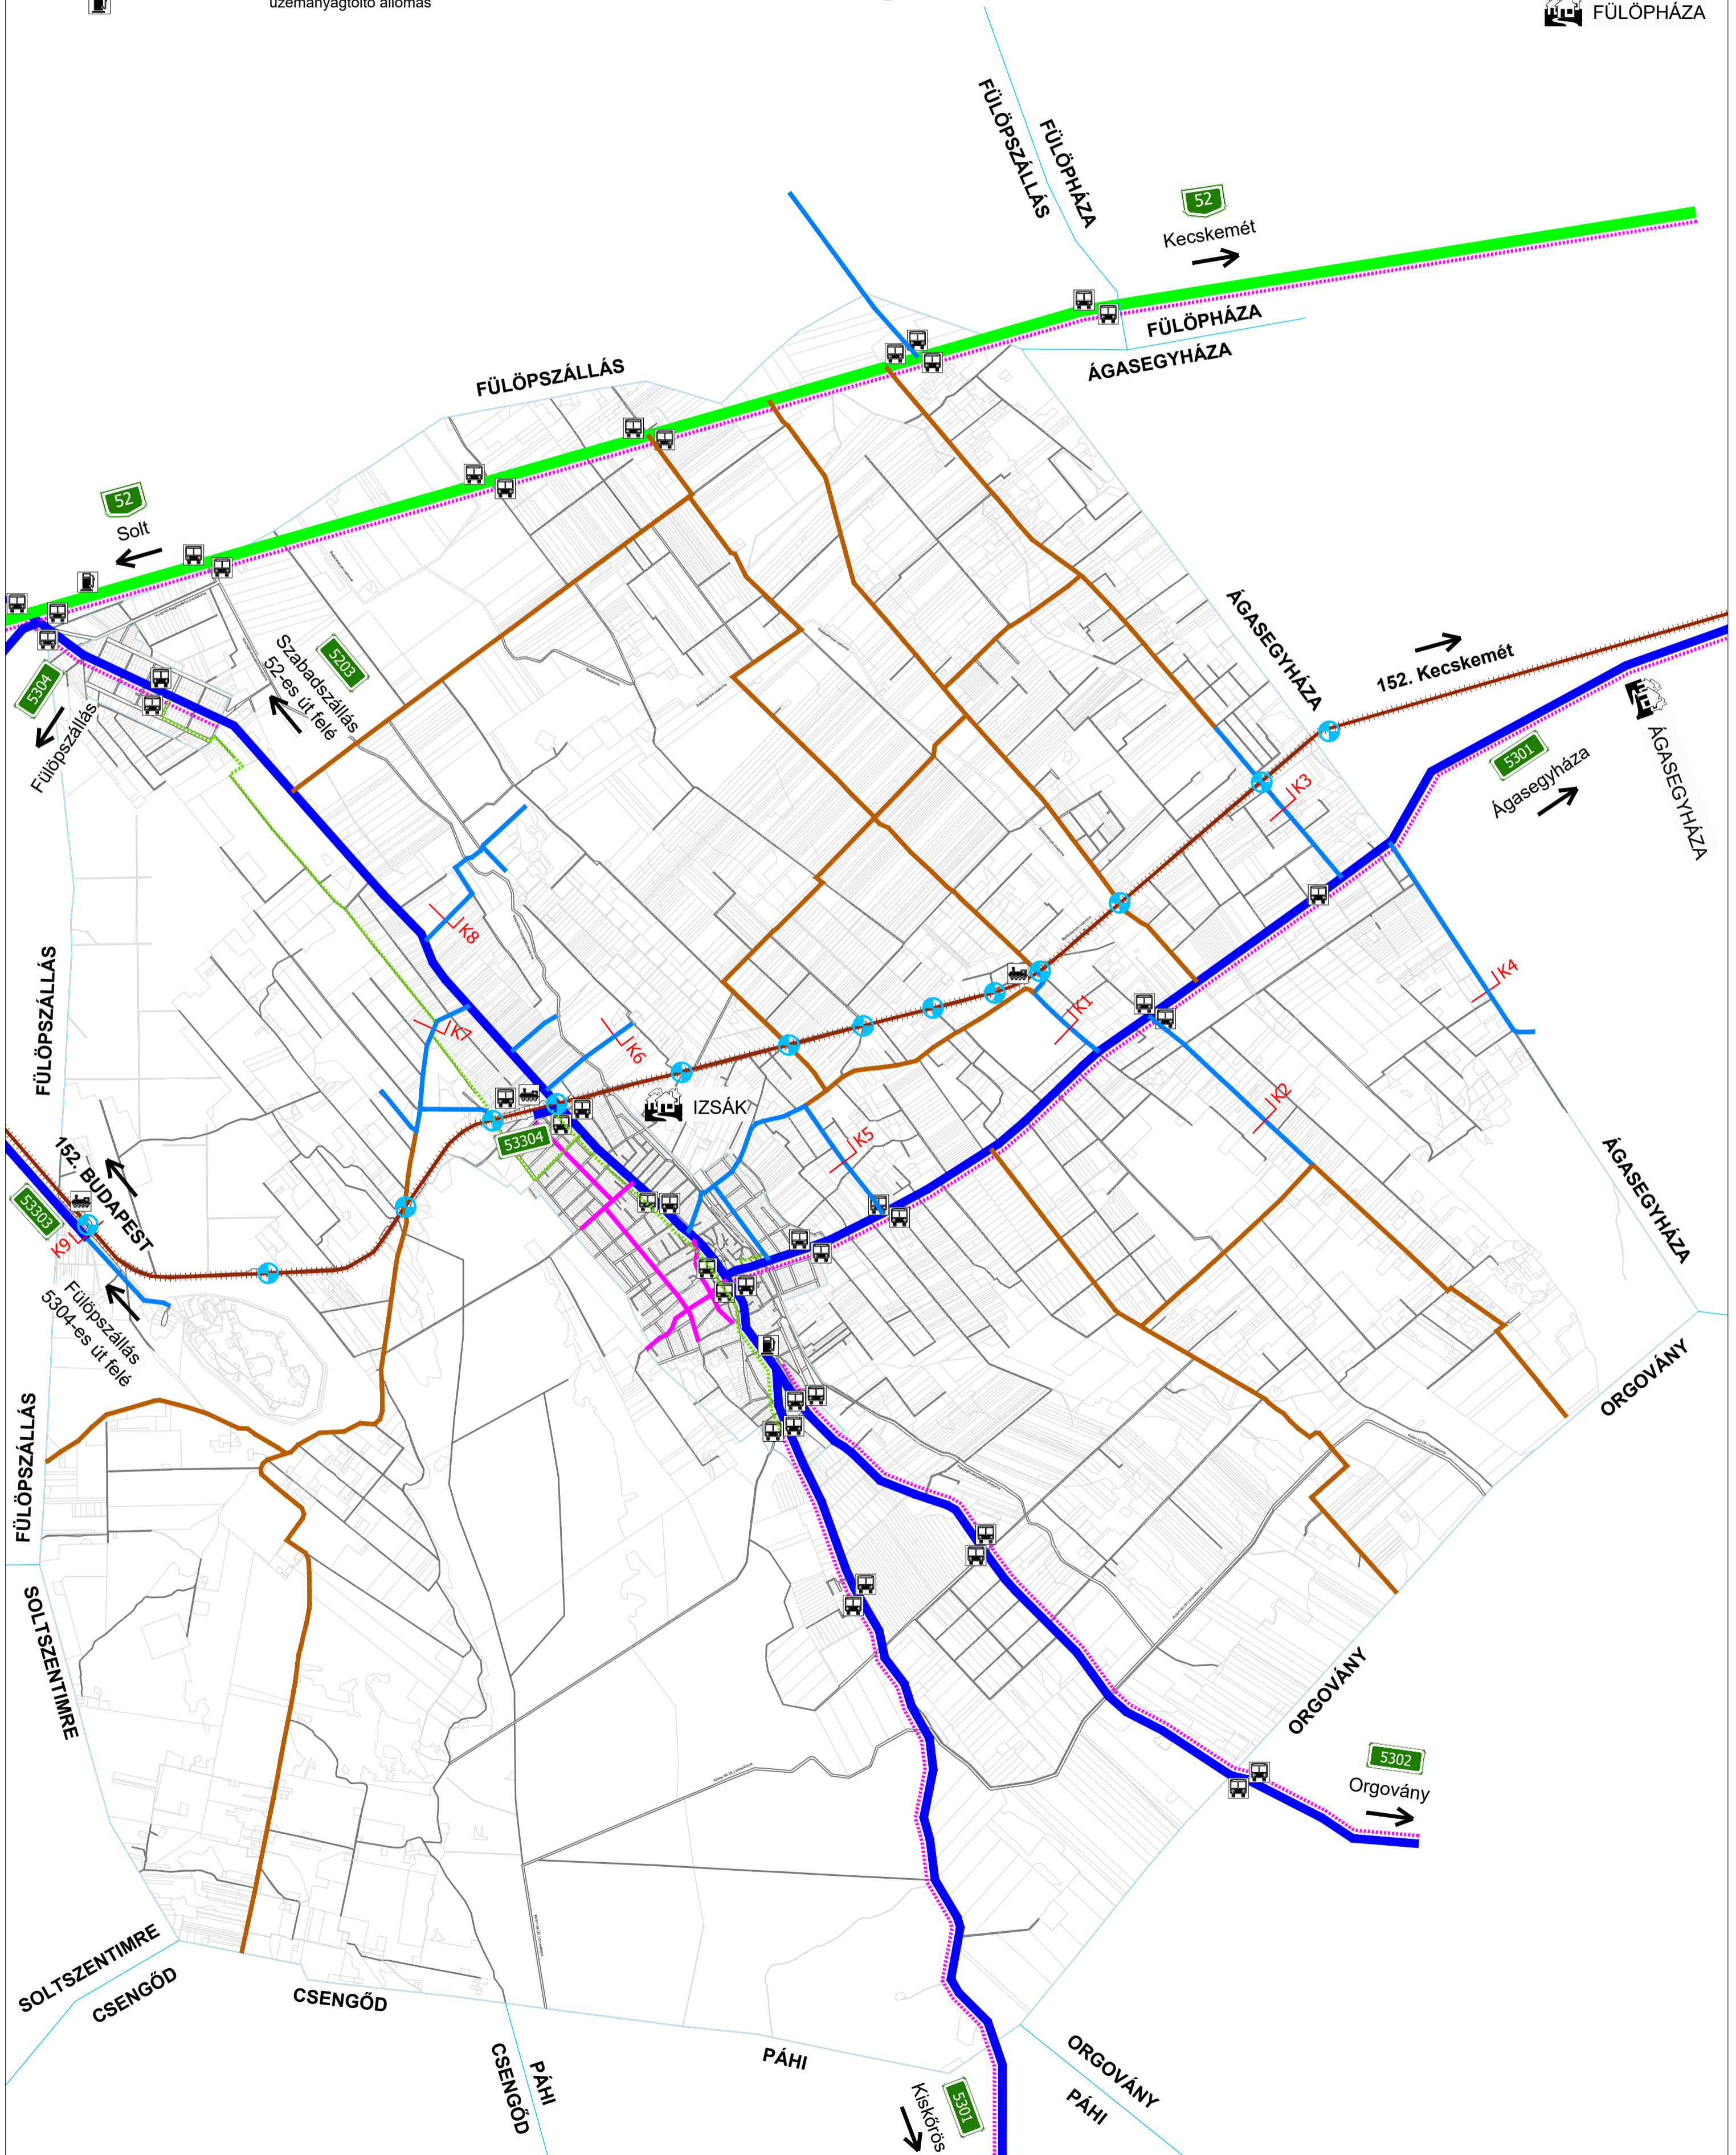 üzemanyagtöltő állomás
FÜLÖPHÁZA
FÜLÖPSZÁLLÁS
FÜLÖPHÁZA
52
Kecskemét
FÜLÖPHÁZA
ÁGASEGYHÁZA
FÜLÖPSZÁLLÁS
52
Solt
5304
Fülöpszállás
5203
Szabadszállás
52-es út felé
ÁGASEGYHÁZA
152. Kecskemét
5301
Ágasegyháza
ÁGASEGYHÁZA
K3
K8
K4
K1
K7
K6
K2
FÜLÖPSZÁLLÁS
IZSÁK
53304
K5
152. BUDAPEST
53303
K9
Fülöpszállás
5304-es út felé
ÁGASEGYHÁZA
ORGOVÁNY
FÜLÖPSZÁLLÁS
SOLTSZENTIMRE
ORGOVÁNY
5302
Orgovány
SOLTSZENTIMRE
CSENGŐD
CSENGŐD
CSENGŐD
PÁHI
PÁHI
ORGOVÁNY
PÁHI
5301
Kiskőrös